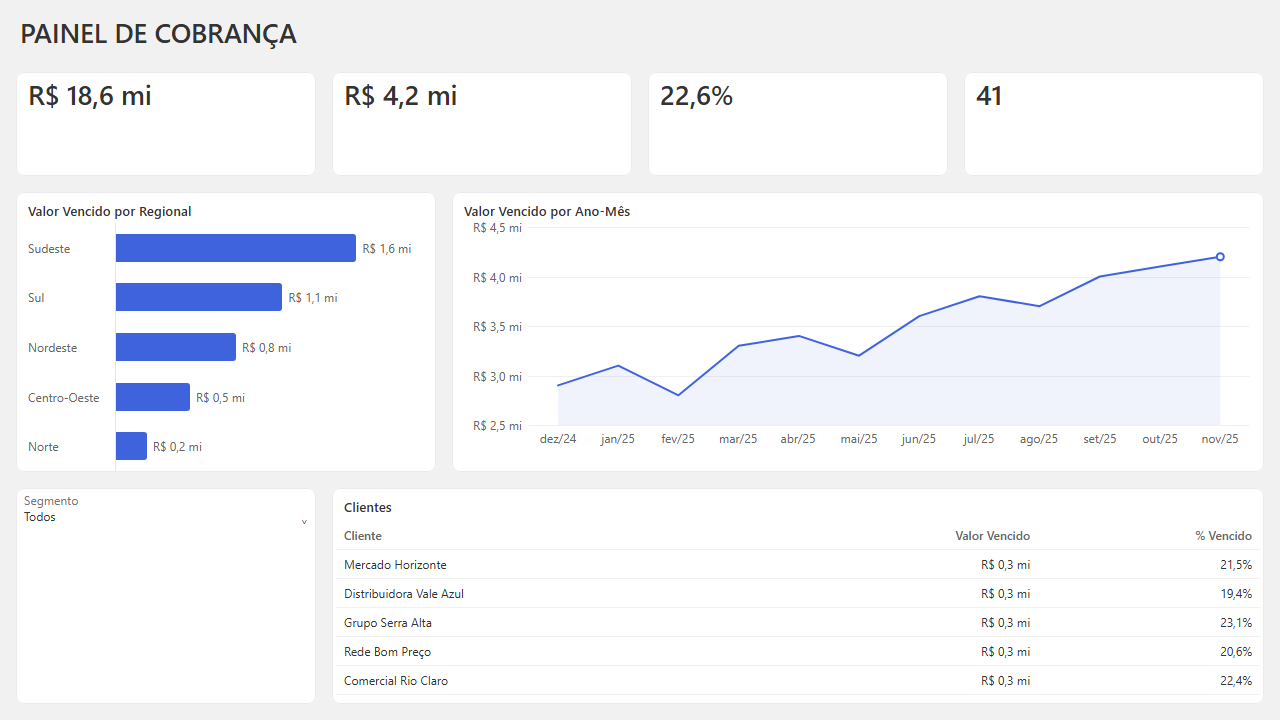 PAINEL DE COBRANÇA
R$ 18,6 mi
R$ 4,2 mi
22,6%
41
Valor Vencido por Regional
Sudeste
R$ 1,6 mi
Sul
R$ 1,1 mi
Nordeste
R$ 0,8 mi
Centro-Oeste
R$ 0,5 mi
Norte
R$ 0,2 mi
Valor Vencido por Ano-Mês
R$ 4,5 mi
R$ 4,0 mi
R$ 3,5 mi
R$ 3,0 mi
R$ 2,5 mi
dez/24 jan/25 fev/25 mar/25 abr/25 mai/25 jun/25 jul/25 ago/25 set/25 out/25 nov/25
Segmento
Todos
Clientes
Cliente Valor Vencido % Vencido
Mercado Horizonte R$ 0,3 mi 21,5%
Distribuidora Vale Azul R$ 0,3 mi 19,4%
Grupo Serra Alta R$ 0,3 mi 23,1%
Rede Bom Preço R$ 0,3 mi 20,6%
Comercial Rio Claro R$ 0,3 mi 22,4%